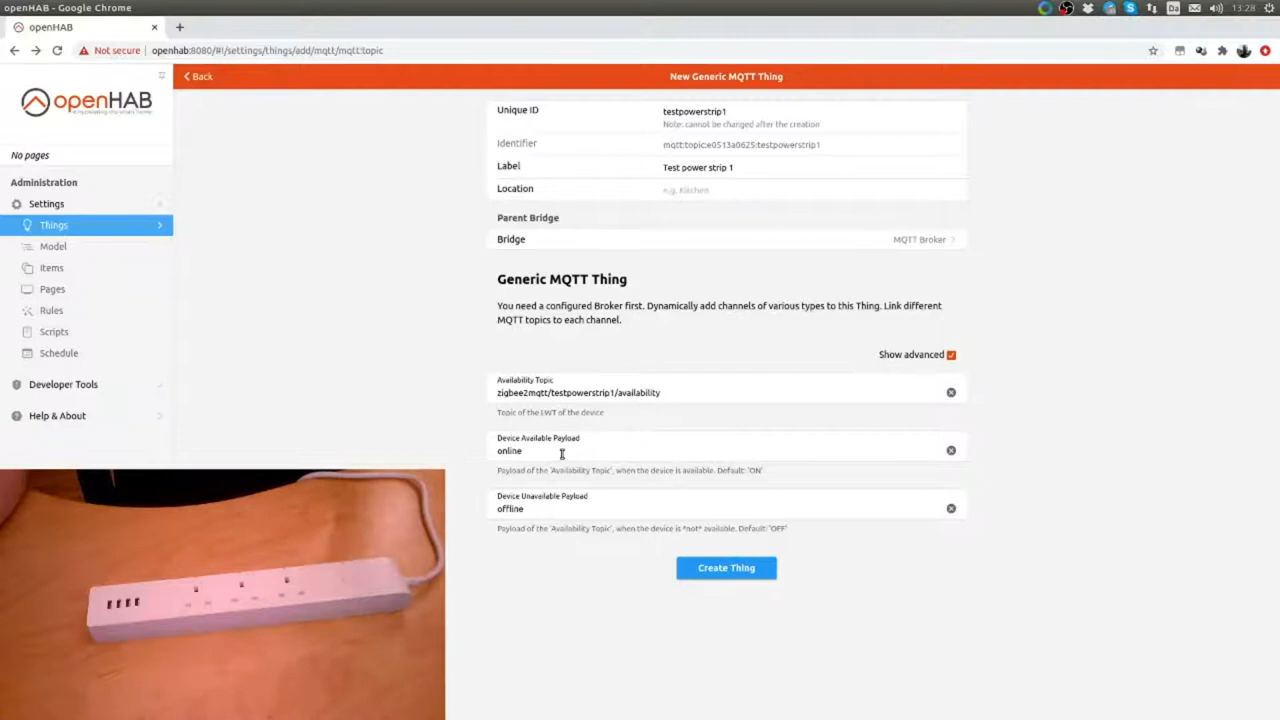 openHAB - Google Chrome
Da
13:28
openHAB
Not secure
openhab:8080/#!/settings/things/add/mqtt/mqtt:topic
openHAB
Back
New Generic MQTT Thing
No pages
Administration
Settings
Things
Model
Items
Pages
Rules
Scripts
Schedule
Developer Tools
Help & About
Unique ID
testpowerstrip1
Note: cannot be changed after the creation
Identifier
mqtt:topic:e0513a0625:testpowerstrip1
Label
Test power strip 1
Location
e.g. Kitchen
Parent Bridge
Bridge
MQTT Broker
Generic MQTT Thing
You need a configured Broker first. Dynamically add channels of various types to this Thing. Link different
MQTT topics to each channel.
Show advanced
Availability Topic
zigbee2mqtt/testpowerstrip1/availability
Topic of the LWT of the device
Device Available Payload
online
Payload of the 'Availability Topic', when the device is available. Default: 'ON'
Device Unavailable Payload
offline
Payload of the 'Availability Topic', when the device is *not* available. Default: 'OFF'
Create Thing